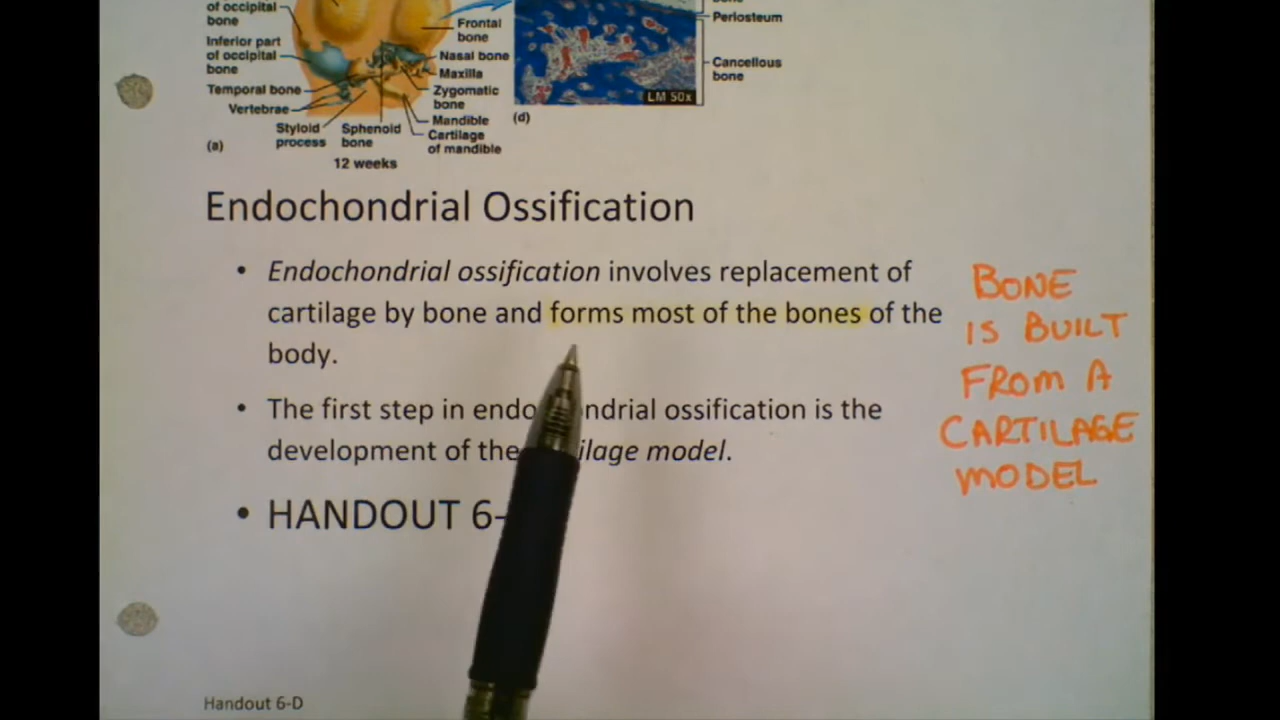 of occipital
bone
Inferior part
of occipital
bone
Temporal bone
Vertebrae
Styloid
process
Sphenoid
bone
Frontal
bone
Nasal bone
Maxilla
Zygomatic
bone
Mandible
Cartilage
of mandible
(a)
12 weeks
Periosteum
Cancellous
bone
LM 50x
(d)
Endochondrial Ossification
• Endochondrial ossification involves replacement of
cartilage by bone and forms most of the bones of the
body.
• The first step in endo ndrial ossification is the
development of the ilage model.
• HANDOUT 6-
BONE
IS BUILT
FROM A
CARTILAGE
MODEL
Handout 6-D